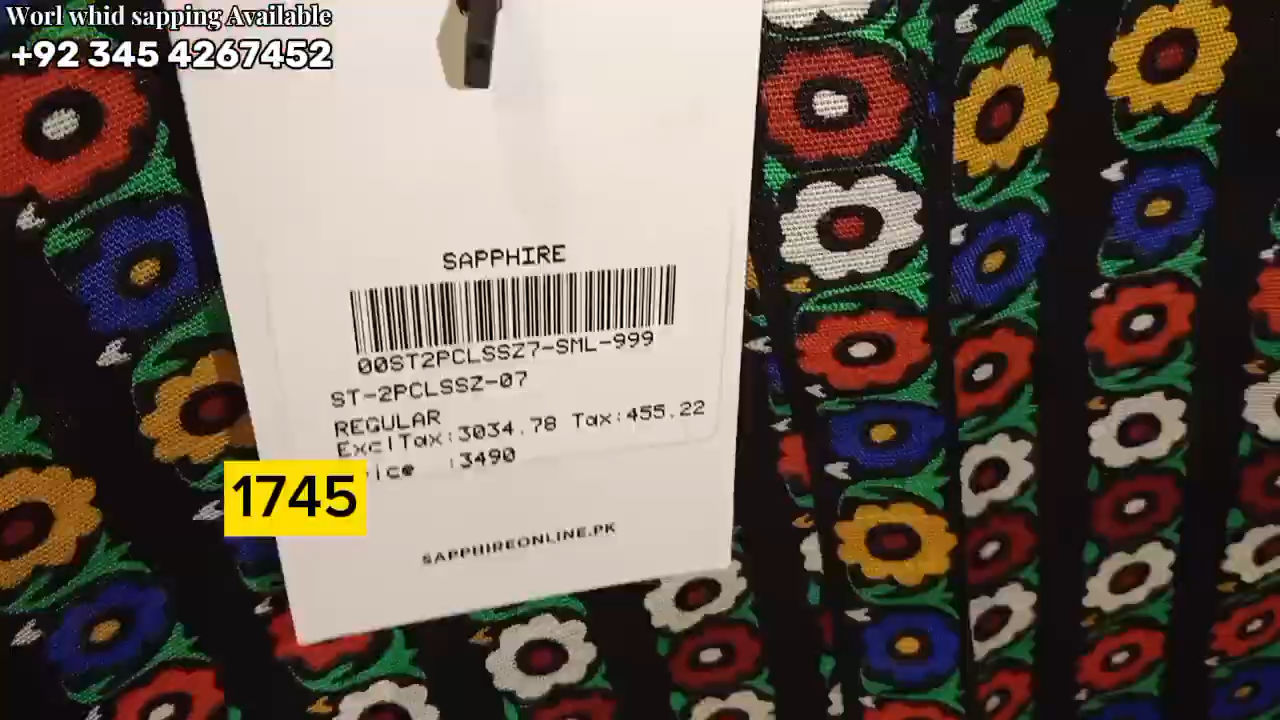 Worl whid sapping Available
+92 345 4267452
SAPPHIRE
00ST2PCLSSZ7-SML-999
ST-2PCLSSZ-07
REGULAR
ExclTax:3034.78 Tax:455.22
ice :3490
1745
SAPPHIREONLINE.PK